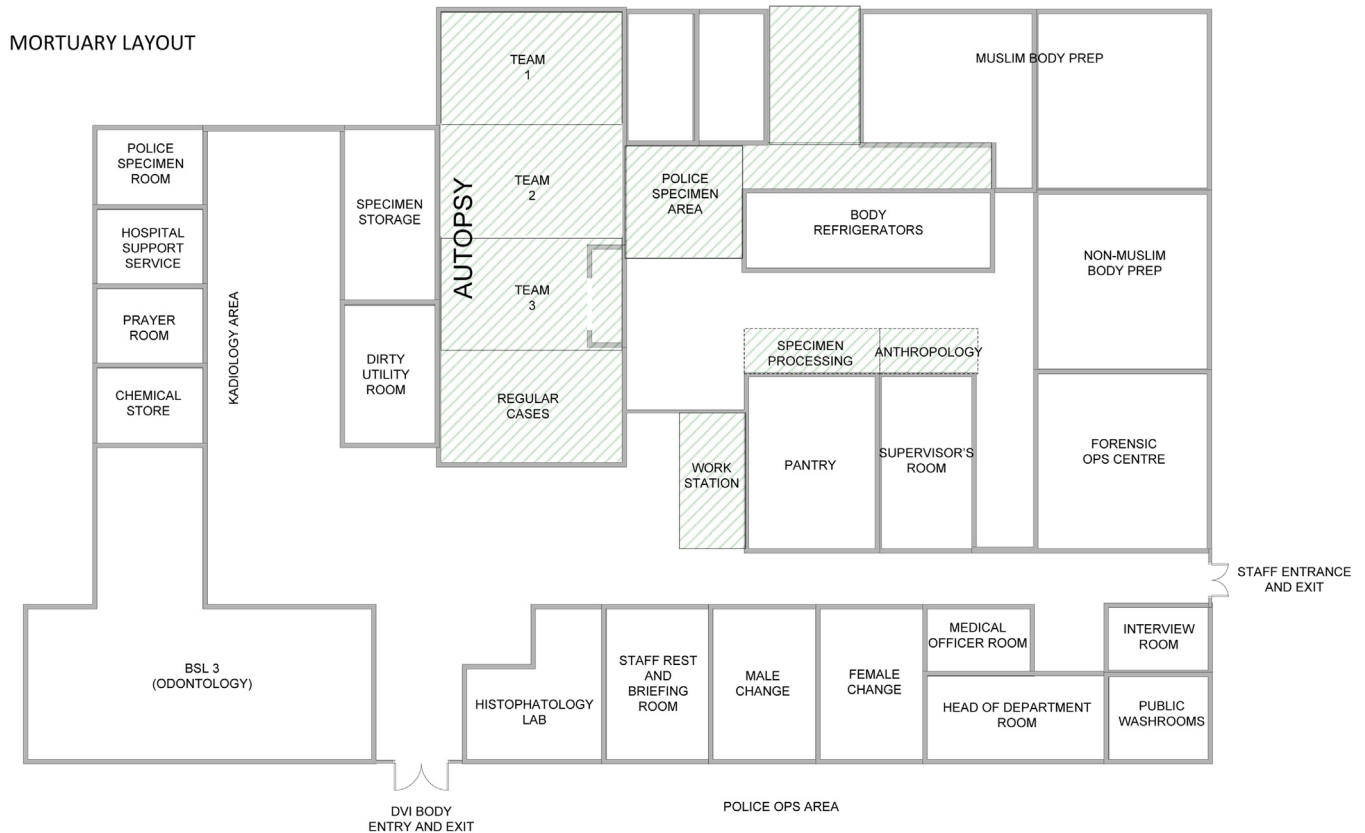 MORTUARY LAYOUT
TEAM
1
MUSLIM BODY PREP
POLICE
SPECIMEN
ROOM
SPECIMEN
STORAGE
AUTOPSY
TEAM
2
POLICE
SPECIMEN
AREA
BODY
REFRIGERATORS
HOSPITAL
SUPPORT
SERVICE
NON-MUSLIM
BODY PREP
TEAM
3
PRAYER
ROOM
KADIOLOGY AREA
DIRTY
UTILITY
ROOM
SPECIMEN
PROCESSING
ANTHROPOLOGY
CHEMICAL
STORE
REGULAR
CASES
WORK
STATION
PANTRY
SUPERVISOR'S
ROOM
FORENSIC
OPS CENTRE
STAFF ENTRANCE
AND EXIT
BSL 3
(ODONTOLOGY)
HISTOPHATOLOGY
LAB
STAFF REST
AND
BRIEFING
ROOM
MALE
CHANGE
FEMALE
CHANGE
MEDICAL
OFFICER ROOM
INTERVIEW
ROOM
HEAD OF DEPARTMENT
ROOM
PUBLIC
WASHROOMS
DVI BODY
ENTRY AND EXIT
POLICE OPS AREA